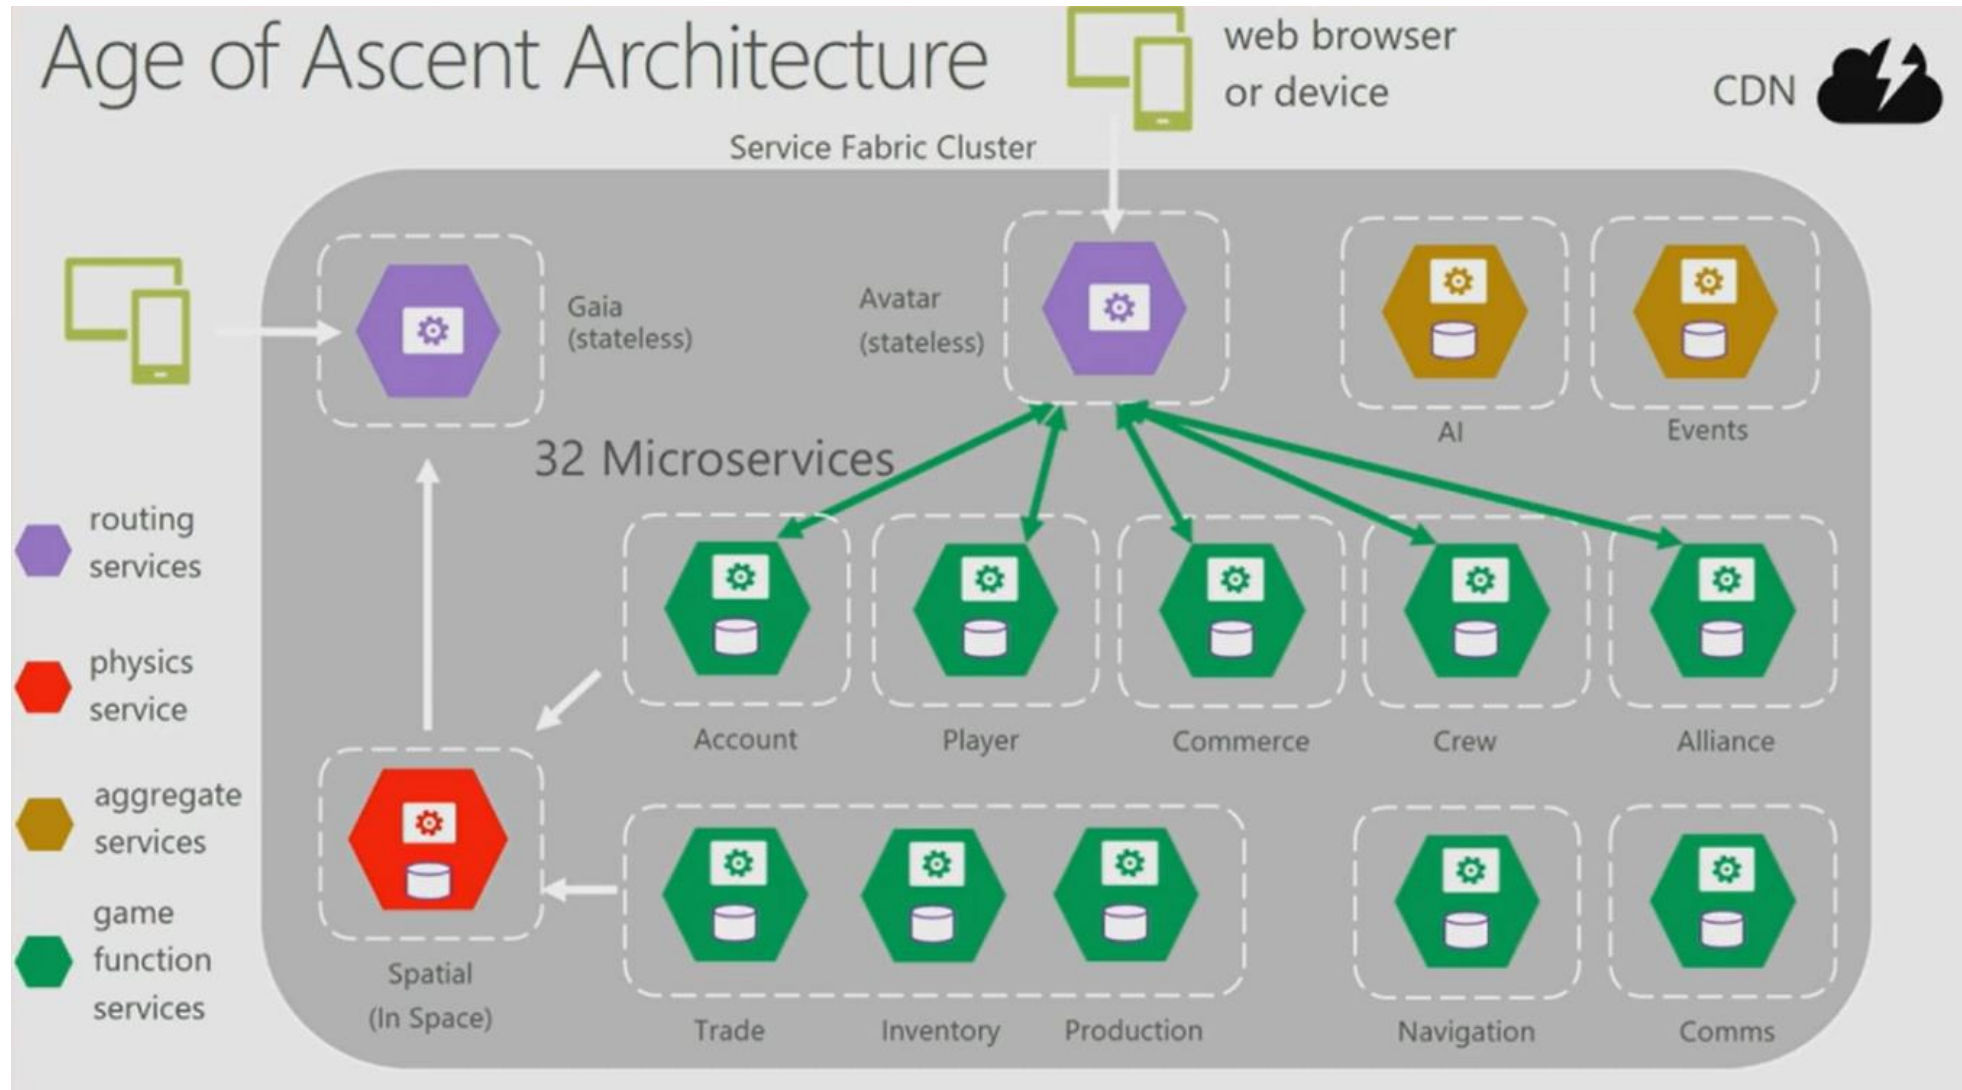 Age of Ascent Architecture
web browser
or device
CDN
Service Fabric Cluster
Gaia
(stateless)
Avatar
(stateless)
AI
Events
32 Microservices
routing
services
physics
service
aggregate
services
game
function
services
Account
Player
Commerce
Crew
Alliance
Spatial
(In Space)
Trade
Inventory
Production
Navigation
Comms